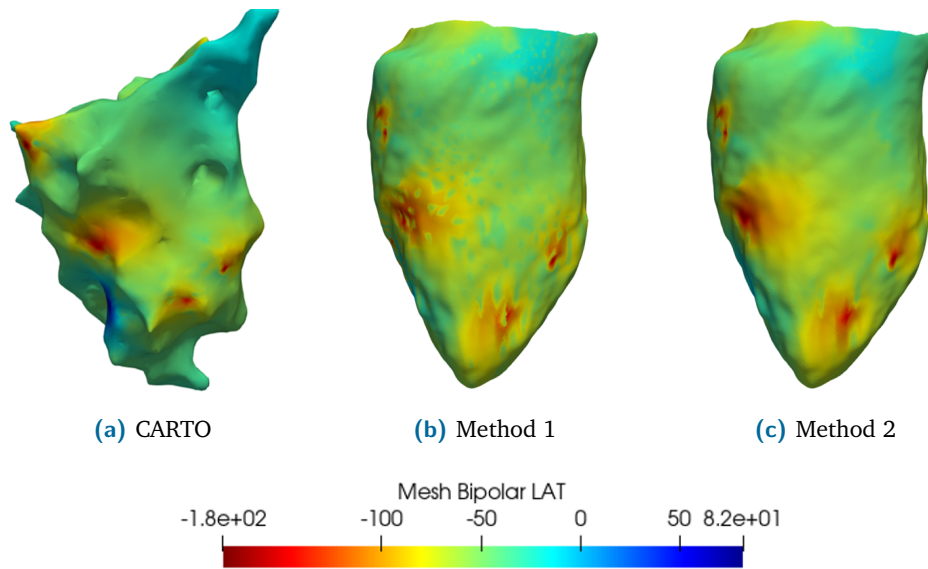 (a) CARTO
(b) Method 1
(c) Method 2
Mesh Bipolar LAT
-1.8e+02 -100 -50 0 50 8.2e+01